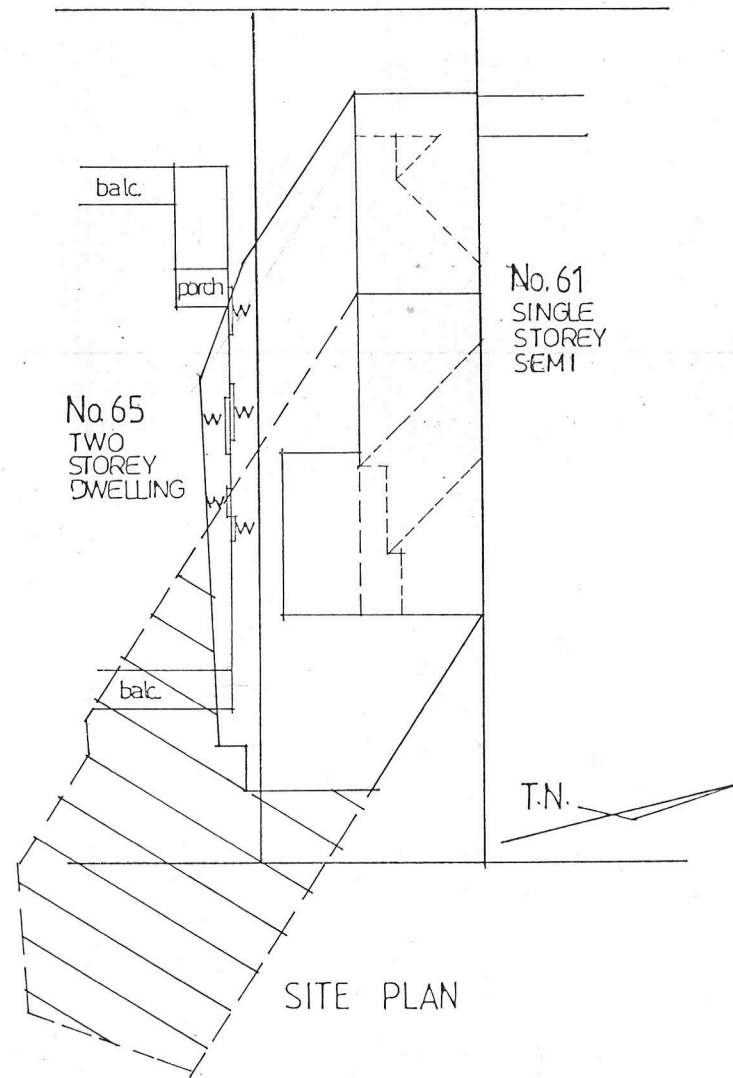 balc.
porch
W
No. 61
SINGLE
STOREY
SEMI
W W
No 65
TWO
STOREY
DWELLING
W
W
balc.
T.N.
SITE PLAN